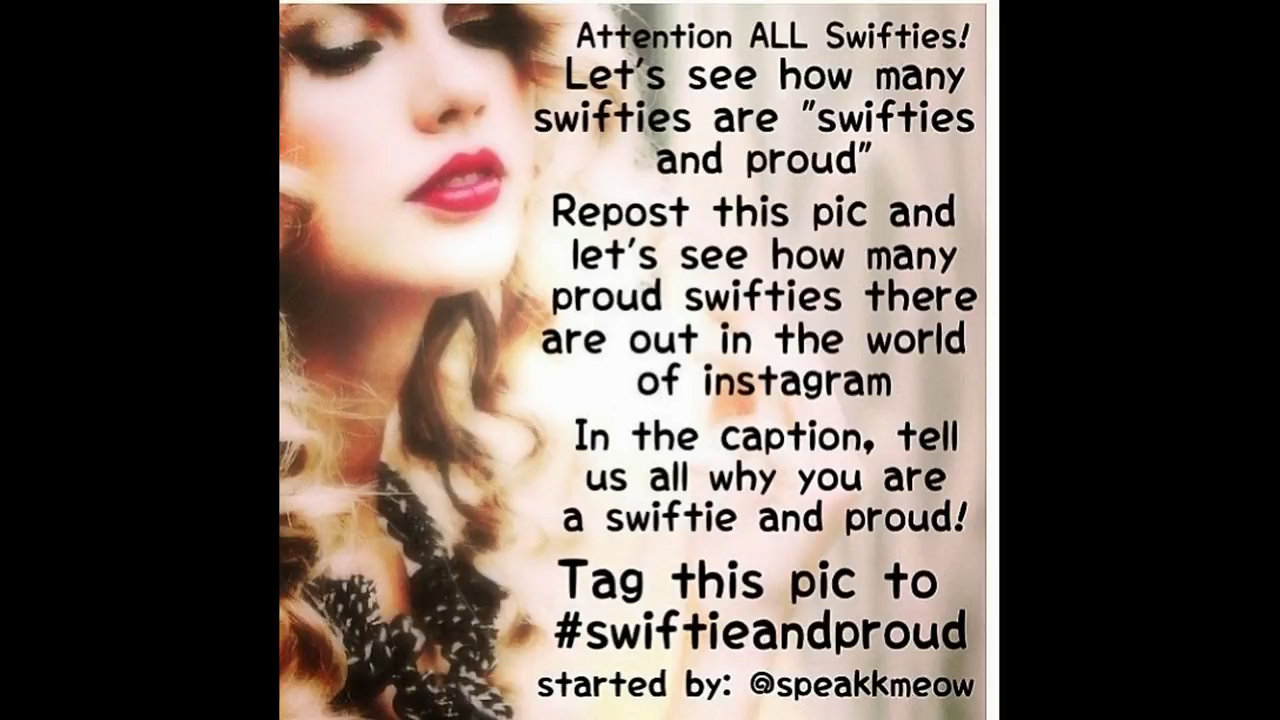 Attention ALL Swifties!
Let's see how many
swifties are "swifties
and proud"
Repost this pic and
let's see how many
proud swifties there
are out in the world
of instagram
In the caption, tell
us all why you are
a swiftie and proud!
Tag this pic to
#swiftieandproud
started by: @speakkmeow